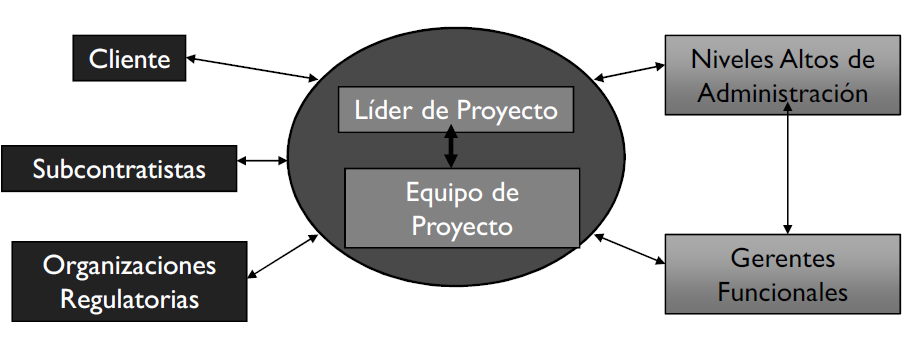 Cliente
Subcontratistas
Organizaciones
Regulatorias
Líder de Proyecto
Equipo de
Proyecto
Niveles Altos de
Administración
Gerentes
Funcionales